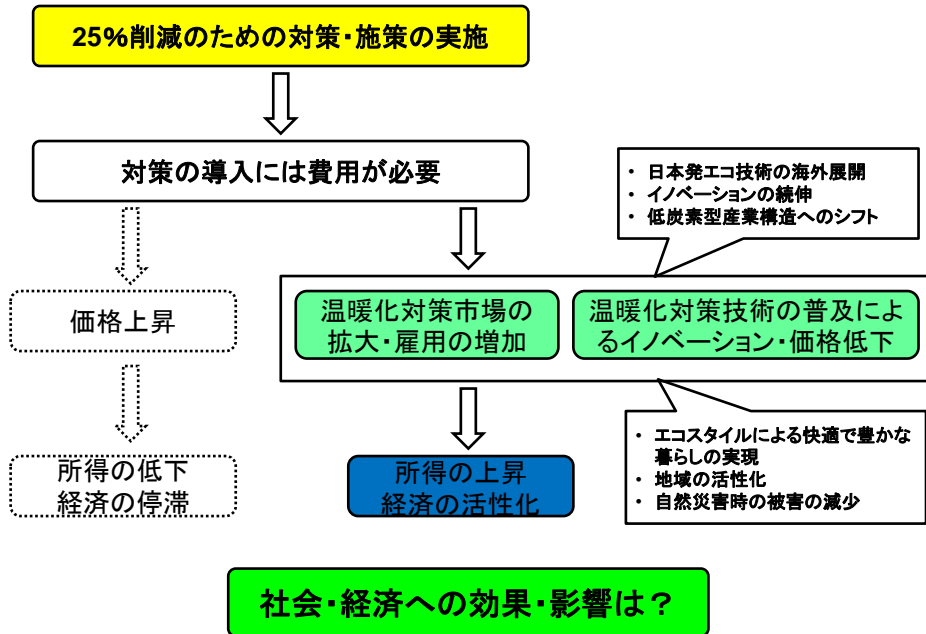 25%削減のための対策・施策の実施
対策の導入には費用が必要
・ 日本発エコ技術の海外展開
・ イノベーションの続伸
・ 低炭素型産業構造へのシフト
価格上昇
温暖化対策市場の
拡大・雇用の増加
温暖化対策技術の普及によ
るイノベーション・価格低下
・ エコスタイルによる快適で豊かな
暮らしの実現
・ 地域の活性化
・ 自然災害時の被害の減少
所得の低下
経済の停滞
所得の上昇
経済の活性化
社会・経済への効果・影響は？